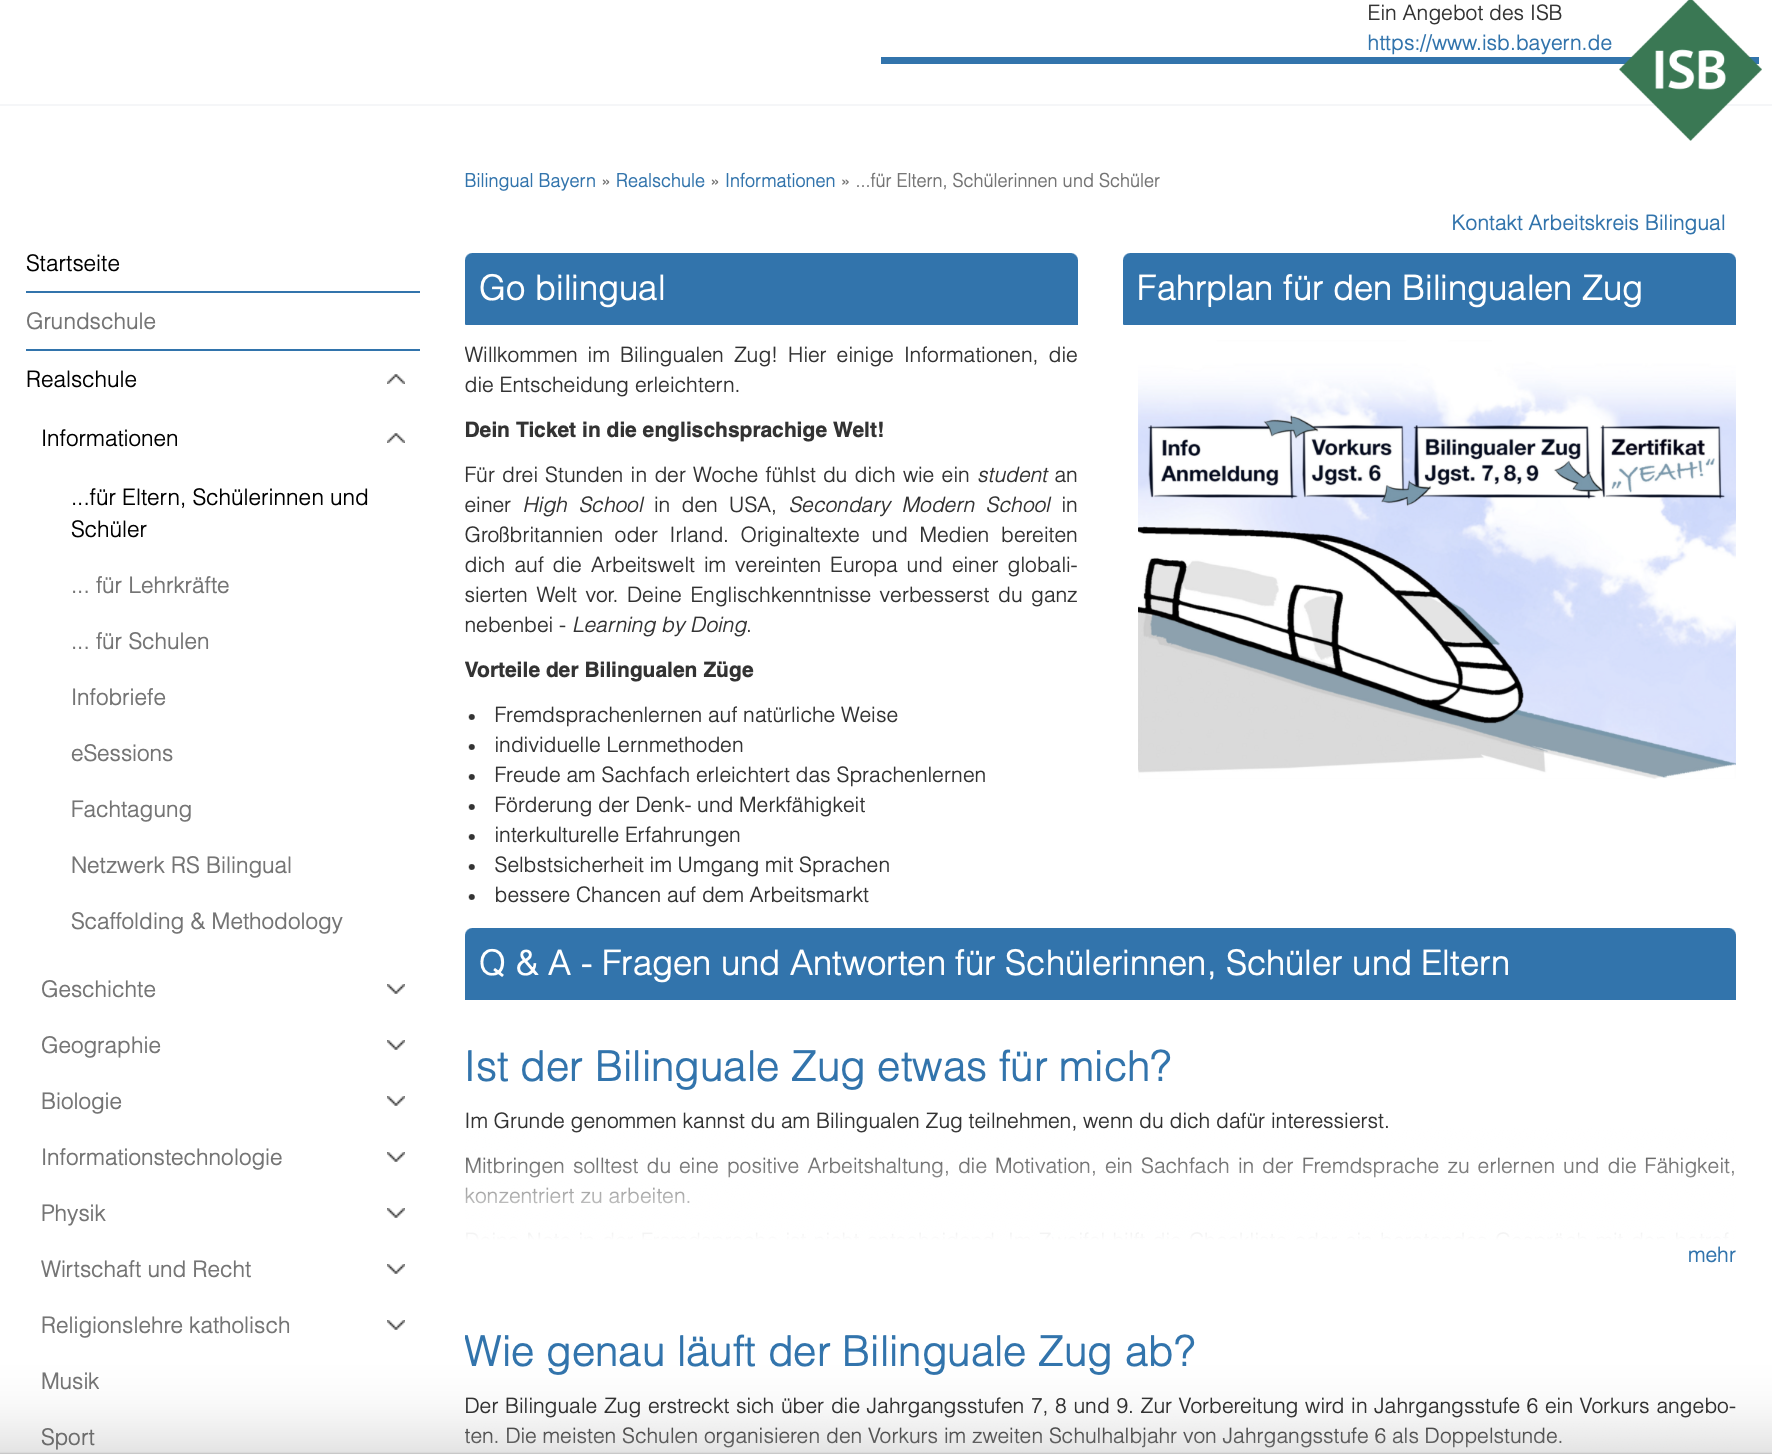 Ein Angebot des ISB
https://www.isb.bayern.de
ISB
Bilingual Bayern » Realschule » Informationen » ...für Eltern, Schülerinnen und Schüler
Kontakt Arbeitskreis Bilingual
Startseite
Grundschule
Realschule
Informationen
...für Eltern, Schülerinnen und
Schüler
... für Lehrkräfte
... für Schulen
Infobriefe
eSessions
Fachtagung
Netzwerk RS Bilingual
Scaffolding & Methodology
Geschichte
Geographie
Biologie
Informationstechnologie
Physik
Wirtschaft und Recht
Religionslehre katholisch
Musik
Sport
Go bilingual
Willkommen im Bilingualen Zug! Hier einige Informationen, die
die Entscheidung erleichtern.
Dein Ticket in die englischsprachige Welt!
Für drei Stunden in der Woche fühlst du dich wie ein student an
einer High School in den USA, Secondary Modern School in
Großbritannien oder Irland. Originaltexte und Medien bereiten
dich auf die Arbeitswelt im vereinten Europa und einer globali-
sierten Welt vor. Deine Englischkenntnisse verbesserst du ganz
nebenbei - Learning by Doing.
Vorteile der Bilingualen Züge
• Fremdsprachenlernen auf natürliche Weise
• individuelle Lernmethoden
• Freude am Sachfach erleichtert das Sprachenlernen
• Förderung der Denk- und Merkfähigkeit
• interkulturelle Erfahrungen
• Selbstsicherheit im Umgang mit Sprachen
• bessere Chancen auf dem Arbeitsmarkt
Fahrplan für den Bilingualen Zug
Info
Anmeldung
Vorkurs
Jgst. 6
Bilingualer Zug
Jgst. 7, 8, 9
Zertifikat
„YEAH!“
Q & A - Fragen und Antworten für Schülerinnen, Schüler und Eltern
Ist der Bilinguale Zug etwas für mich?
Im Grunde genommen kannst du am Bilingualen Zug teilnehmen, wenn du dich dafür interessierst.
Mitbringen solltest du eine positive Arbeitshaltung, die Motivation, ein Sachfach in der Fremdsprache zu erlernen und die Fähigkeit,
konzentriert zu arbeiten.
mehr
Wie genau läuft der Bilinguale Zug ab?
Der Bilinguale Zug erstreckt sich über die Jahrgangsstufen 7, 8 und 9. Zur Vorbereitung wird in Jahrgangsstufe 6 ein Vorkurs angebo-
ten. Die meisten Schulen organisieren den Vorkurs im zweiten Schulhalbjahr von Jahrgangsstufe 6 als Doppelstunde.